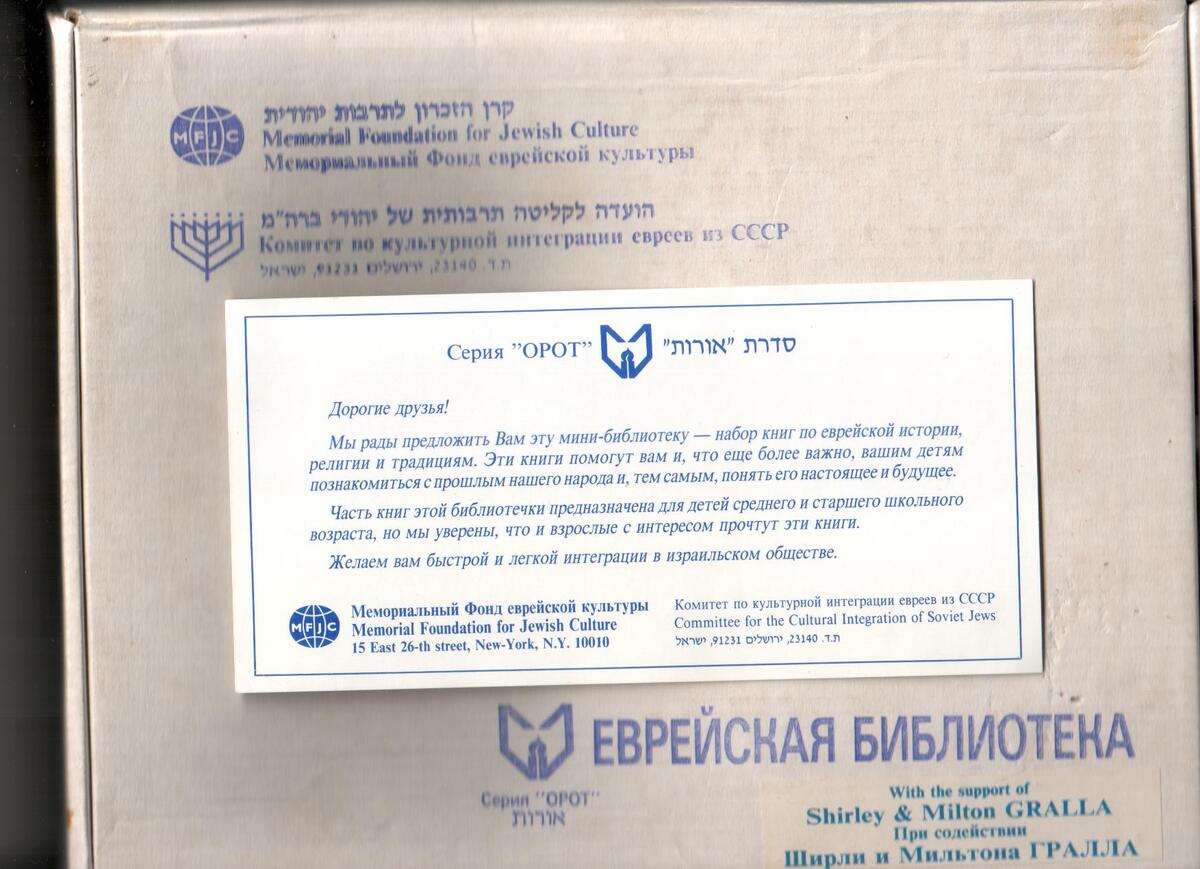 קרן הזכרון לתרבות יהודית
MFJC
Memorial Foundation for Jewish Culture
Мемориальный Фонд еврейской культуры
הועדה לקליטה תרבותית של יהודי ברה"מ
Комитет по культурной интеграции евреев из СССР
ת.ד. 23140, ירושלים 91231, ישראל
Серия "ОРОТ" סדרת "אורות"
Дорогие друзья!
Мы рады предложить Вам эту мини-библиотеку — набор книг по еврейской истории,
религии и традициям. Эти книги помогут вам и, что еще более важно, вашим детям
познакомиться с прошлым нашего народа и, тем самым, понять его настоящее и будущее.
Часть книг этой библиотечки предназначена для детей среднего и старшего школьного
возраста, но мы уверены, что и взрослые с интересом прочтут эти книги.
Желаем вам быстрой и легкой интеграции в израильском обществе.
MFJC
Мемориальный Фонд еврейской культуры
Memorial Foundation for Jewish Culture
15 East 26-th street, New-York, N.Y. 10010
Комитет по культурной интеграции евреев из СССР
Committee for the Cultural Integration of Soviet Jews
ת.ד. 23140, ירושלים 91231, ישראל
ЕВРЕЙСКАЯ БИБЛИОТЕКА
Серия "ОРОТ"
אורות
With the support of
Shirley & Milton GRALLA
При содействии
Ширли и Мильтона ГРАЛЛА